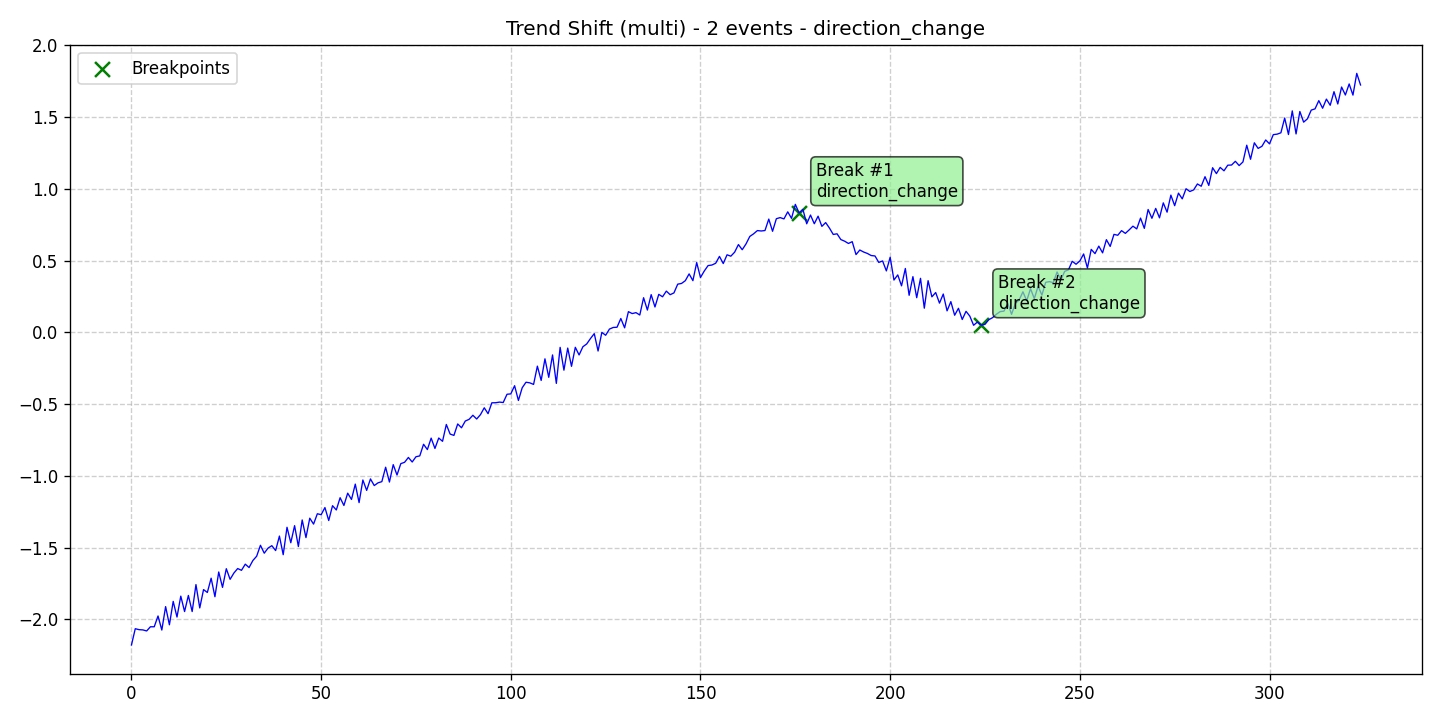 Trend Shift (multi) - 2 events - direction_change
2.0
1.5
1.0
0.5
0.0
−0.5
−1.0
−1.5
−2.0
Breakpoints
Break #1
direction_change
Break #2
direction_change
0
50
100
150
200
250
300